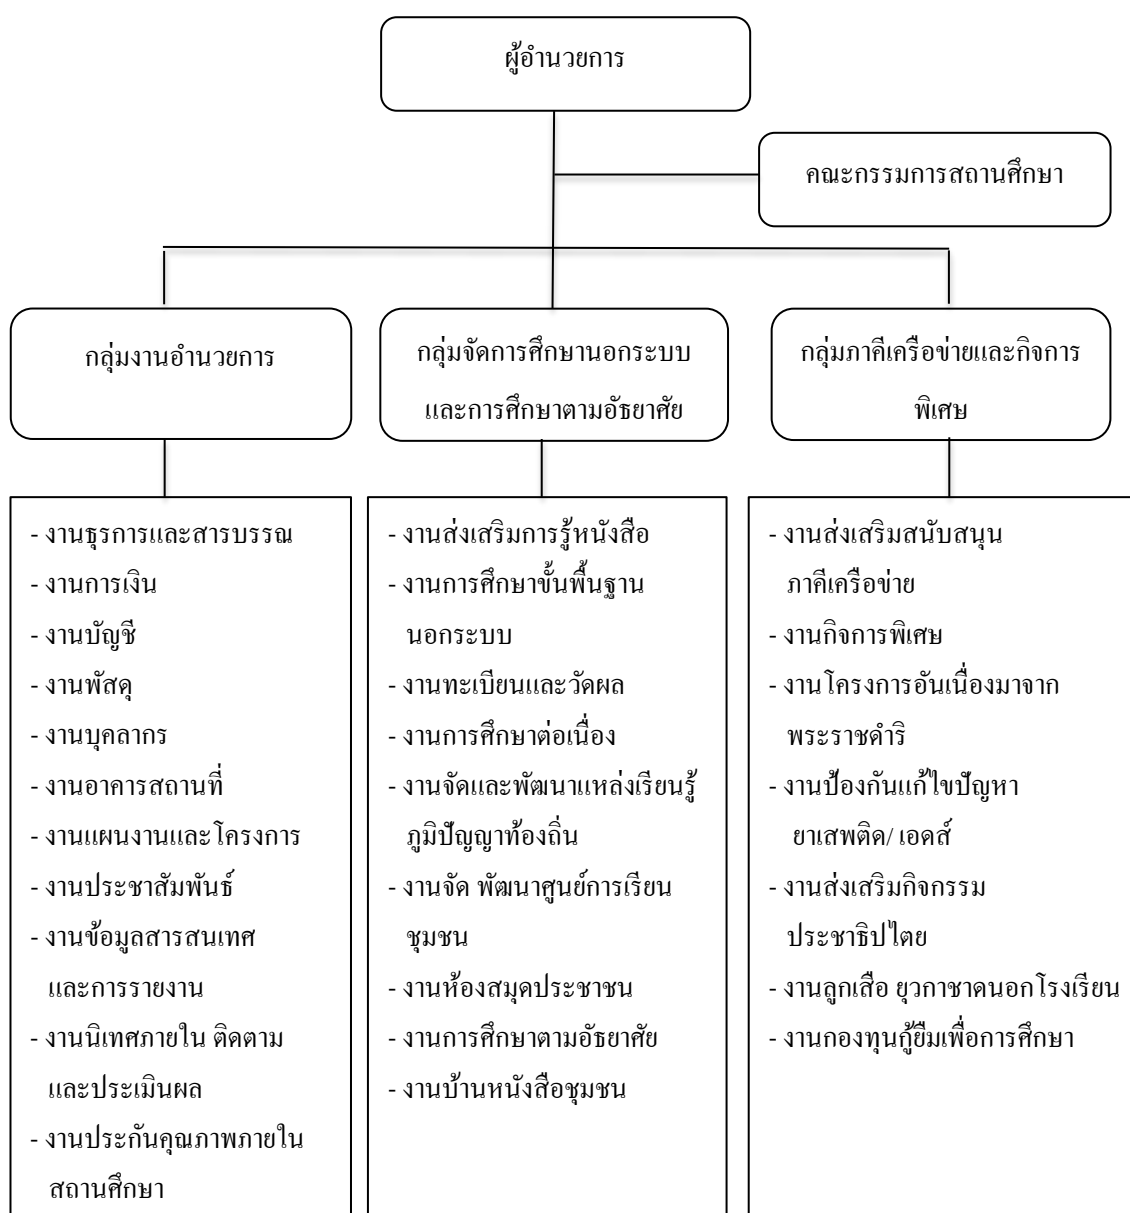 ผู้อำนวยการ
คณะกรรมการสถานศึกษา
กลุ่มงานอำนวยการ
กลุ่มจัดการศึกษานอกระบบ
และการศึกษาตามอัธยาศัย
กลุ่มภาคีเครือข่ายและกิจการ
พิเศษ
- งานธุรการและสารบรรณ
- งานการเงิน
- งานบัญชี
- งานพัสดุ
- งานบุคลากร
- งานอาคารสถานที่
- งานแผนงานและโครงการ
- งานประชาสัมพันธ์
- งานข้อมูลสารสนเทศ
และการรายงาน
- งานนิเทศภายใน ติดตาม
และประเมินผล
- งานประกันคุณภาพภายใน
สถานศึกษา
- งานส่งเสริมการรู้หนังสือ
- งานการศึกษาขั้นพื้นฐาน
นอกระบบ
- งานทะเบียนและวัดผล
- งานการศึกษาต่อเนื่อง
- งานจัดและพัฒนาแหล่งเรียนรู้
ภูมิปัญญาท้องถิ่น
- งานจัด พัฒนาศูนย์การเรียน
ชุมชน
- งานห้องสมุดประชาชน
- งานการศึกษาตามอัธยาศัย
- งานบ้านหนังสือชุมชน
- งานส่งเสริมสนับสนุน
ภาคีเครือข่าย
- งานกิจการพิเศษ
- งานโครงการอันเนื่องมาจาก
พระราชดำริ
- งานป้องกันแก้ไขปัญหา
ยาเสพติด/ เอดส์
- งานส่งเสริมกิจกรรม
ประชาธิปไตย
- งานลูกเสือ ยุวกาชาดนอกโรงเรียน
- งานกองทุนกู้ยืมเพื่อการศึกษา